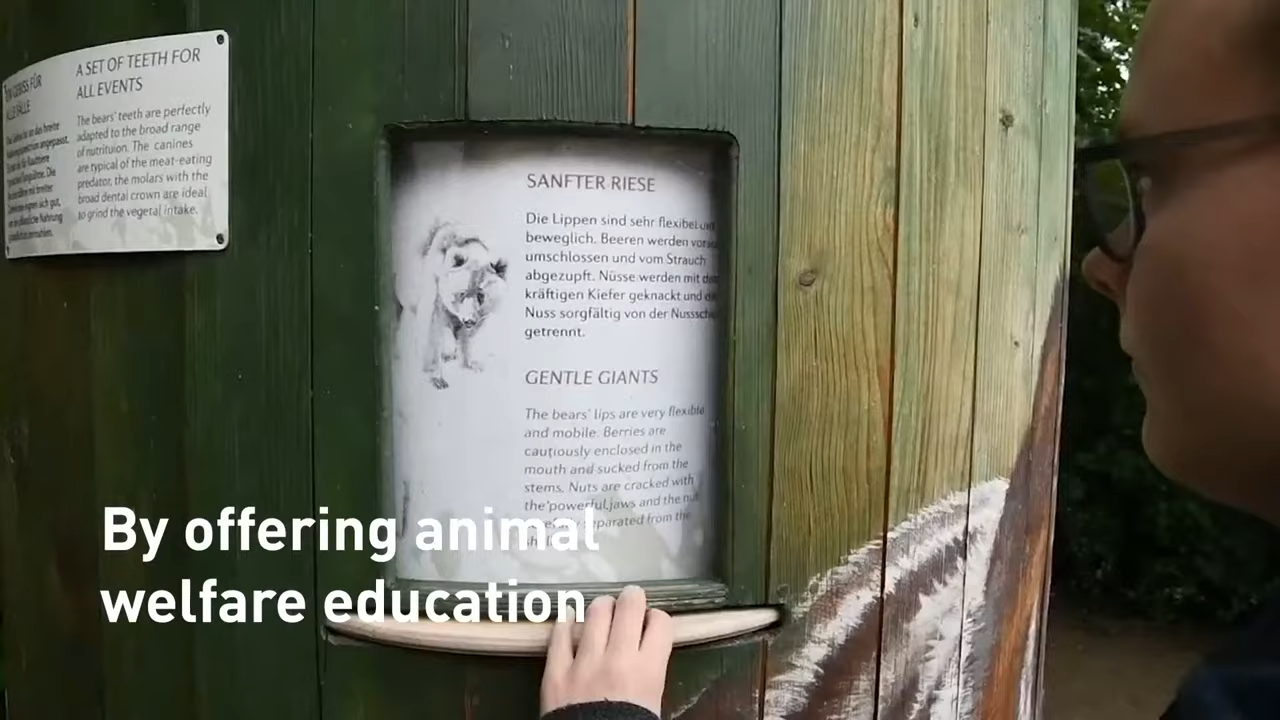 A SET OF TEETH FOR
ALL EVENTS
The bears' teeth are perfectly
adapted to the broad range
of nutrituion. The canines
are typical of the meat-eating
predator, the molars with the
broad dental crown are ideal
to grind the vegetal intake.
SANFTER RIESE
Die Lippen sind sehr flexibel
beweglich. Beeren werden
umschlossen und vom Strauch
abgezupft. Nüsse werden mit
kräftigen Kiefer geknackt und
Nuss sorgfältig von der
getrennt.
GENTLE GIANTS
The bears' lips are very flexible
and mobile. Berries are
cautiously enclosed in the
mouth and sucked from the
stems. Nuts are cracked with
the powerful jaws and the
separated from the
By offering animal
welfare education